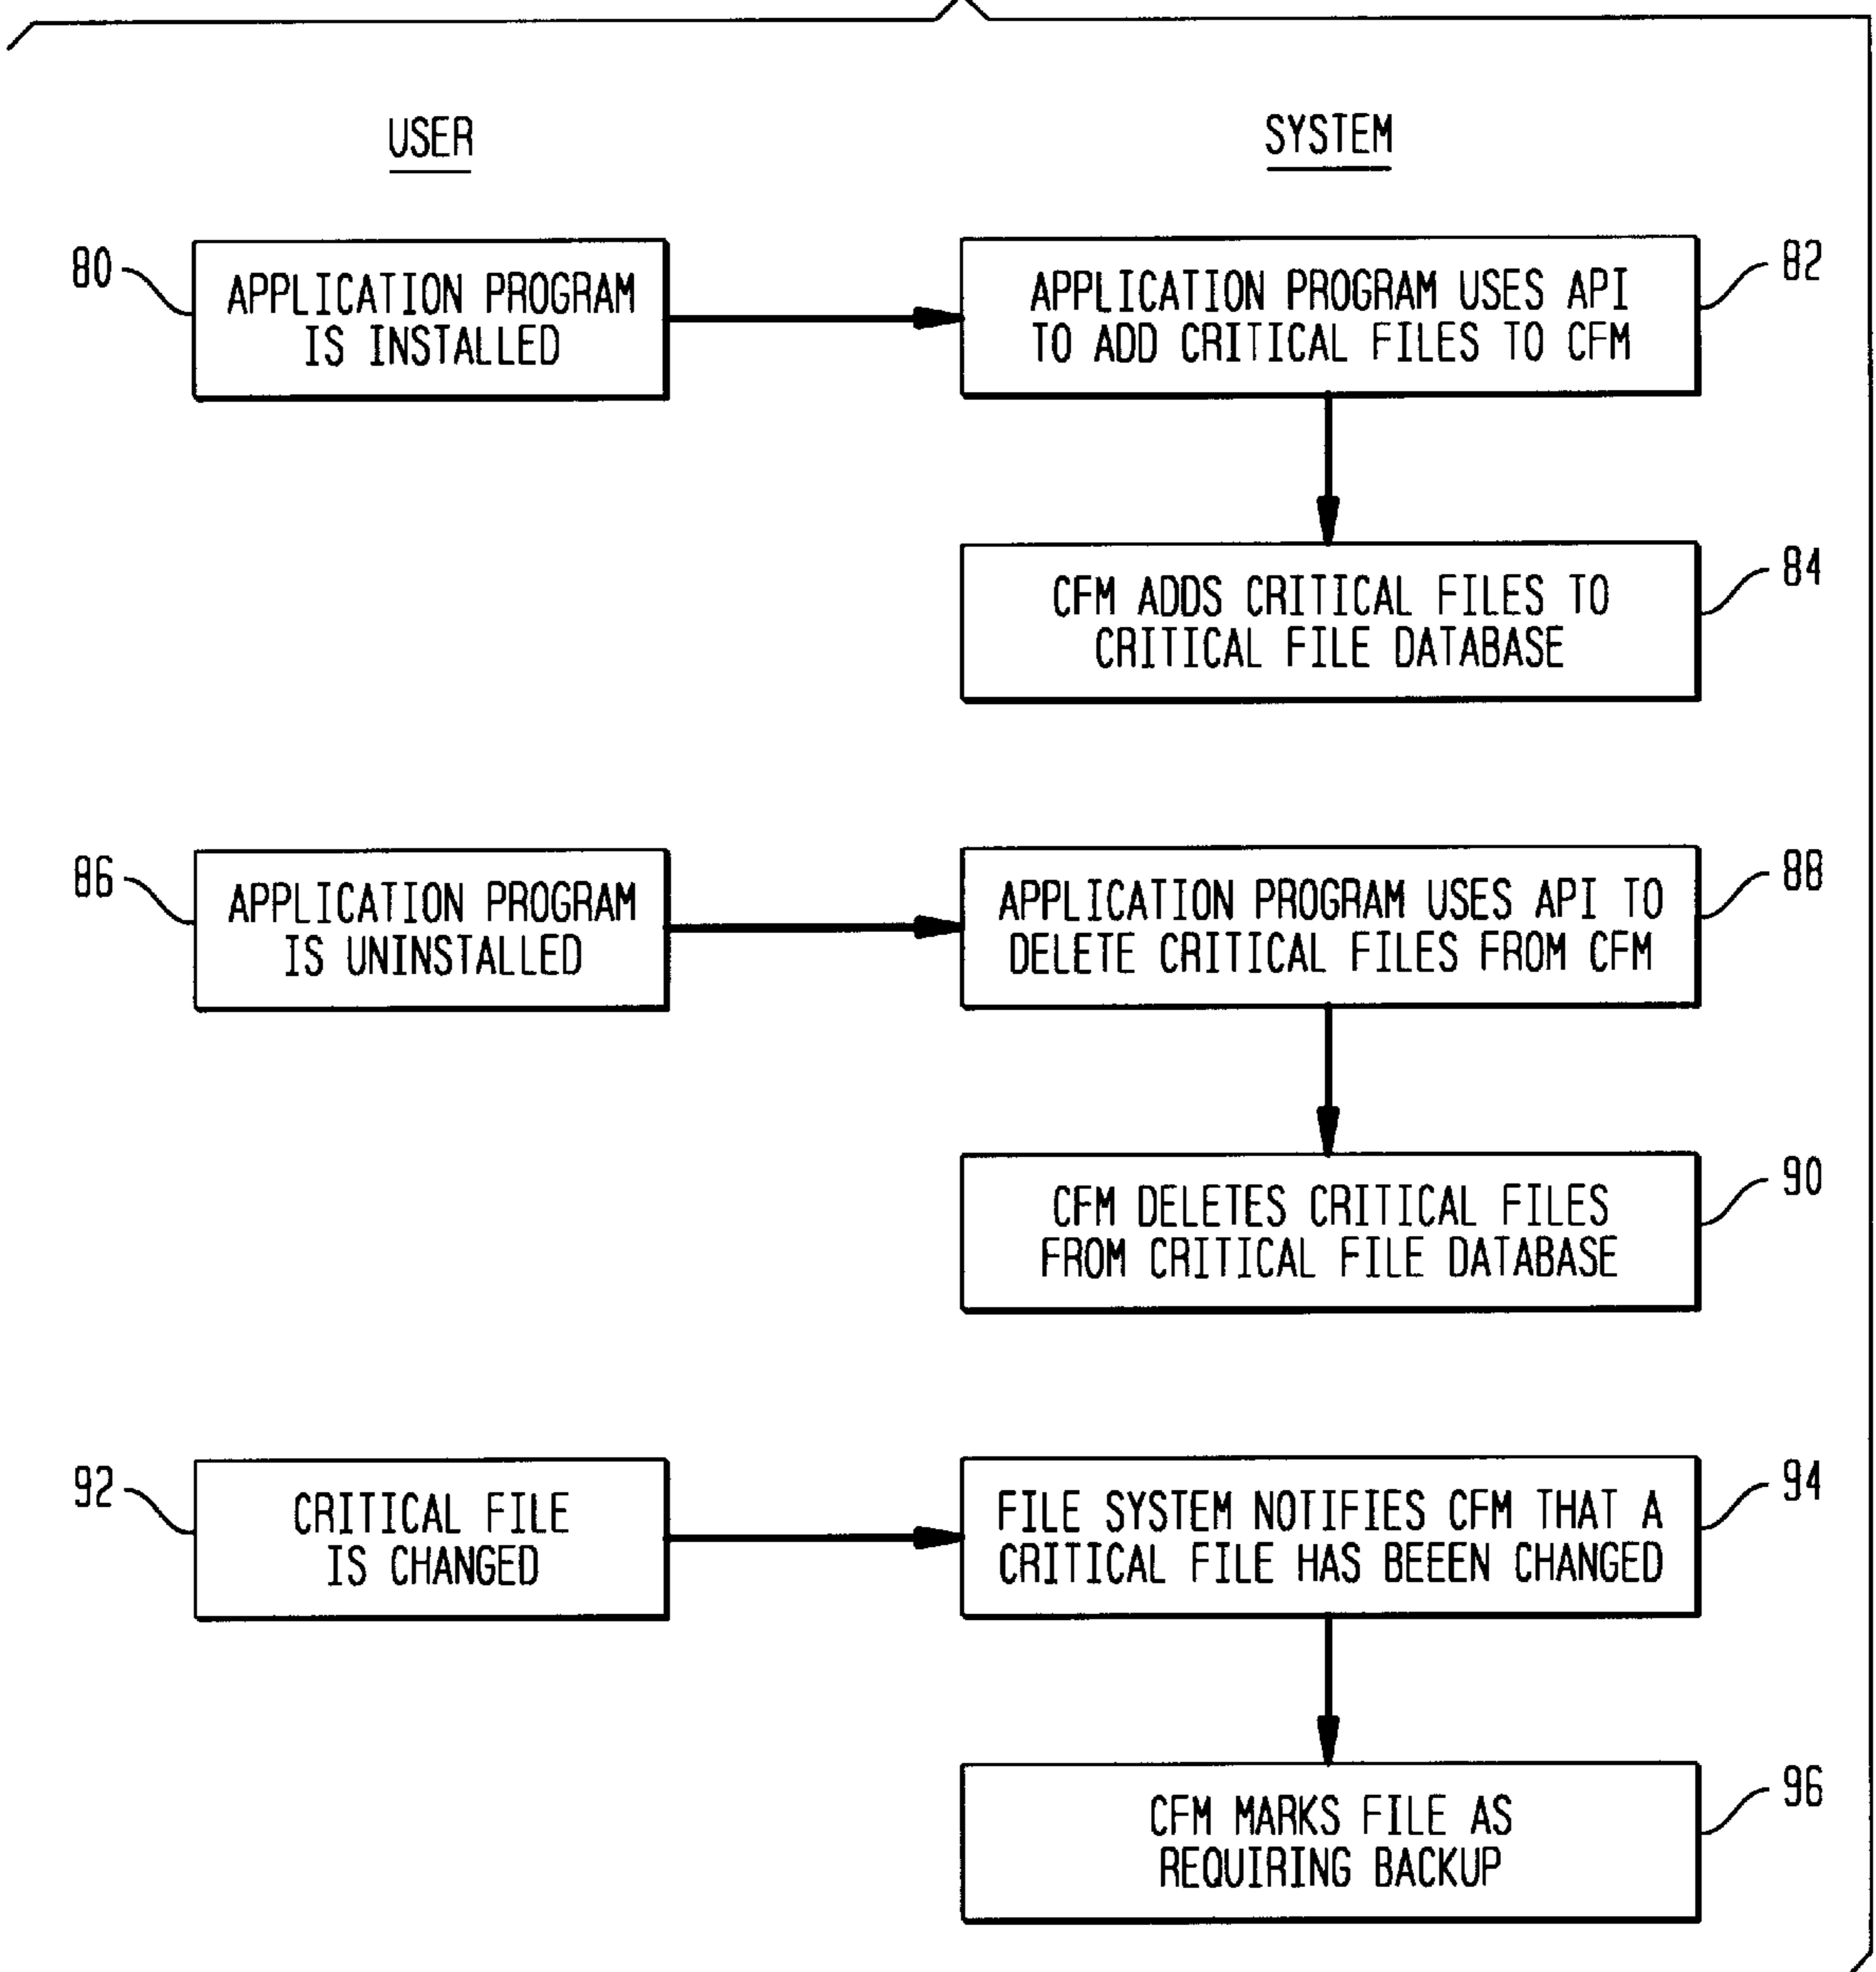 USER
SYSTEM
80
APPLICATION PROGRAM
IS INSTALLED
82
APPLICATION PROGRAM USES API
TO ADD CRITICAL FILES TO CFM
84
CFM ADDS CRITICAL FILES TO
CRITICAL FILE DATABASE
86
APPLICATION PROGRAM
IS UNINSTALLED
88
APPLICATION PROGRAM USES API TO
DELETE CRITICAL FILES FROM CFM
90
CFM DELETES CRITICAL FILES
FROM CRITICAL FILE DATABASE
92
CRITICAL FILE
IS CHANGED
94
FILE SYSTEM NOTIFIES CFM THAT A
CRITICAL FILE HAS BEEEN CHANGED
96
CFM MARKS FILE AS
REQUIRING BACKUP